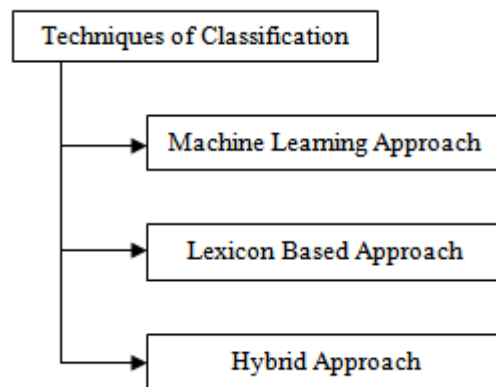 Techniques of Classification
Machine Learning Approach
Lexicon Based Approach
Hybrid Approach